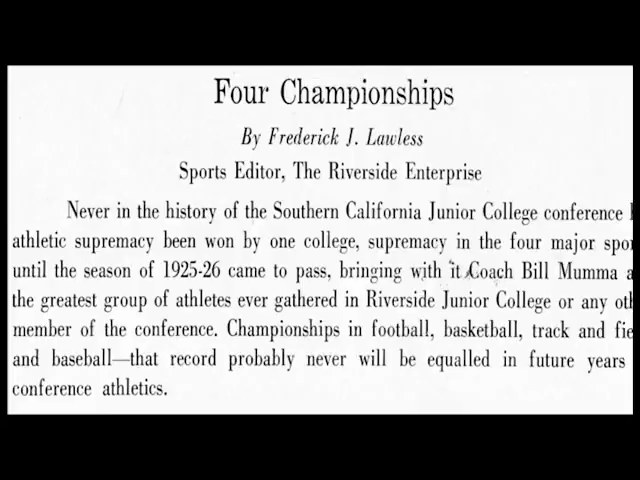 Four Championships
By Frederick J. Lawless
Sports Editor, The Riverside Enterprise
Never in the history of the Southern California Junior College conference
athletic supremacy been won by one college, supremacy in the four major
until the season of 1925-26 came to pass, bringing with it Coach Bill Mumma
the greatest group of athletes ever gathered in Riverside Junior College or any
member of the conference. Championships in football, basketball, track and
and baseball—that record probably never will be equalled in future years
conference athletics.